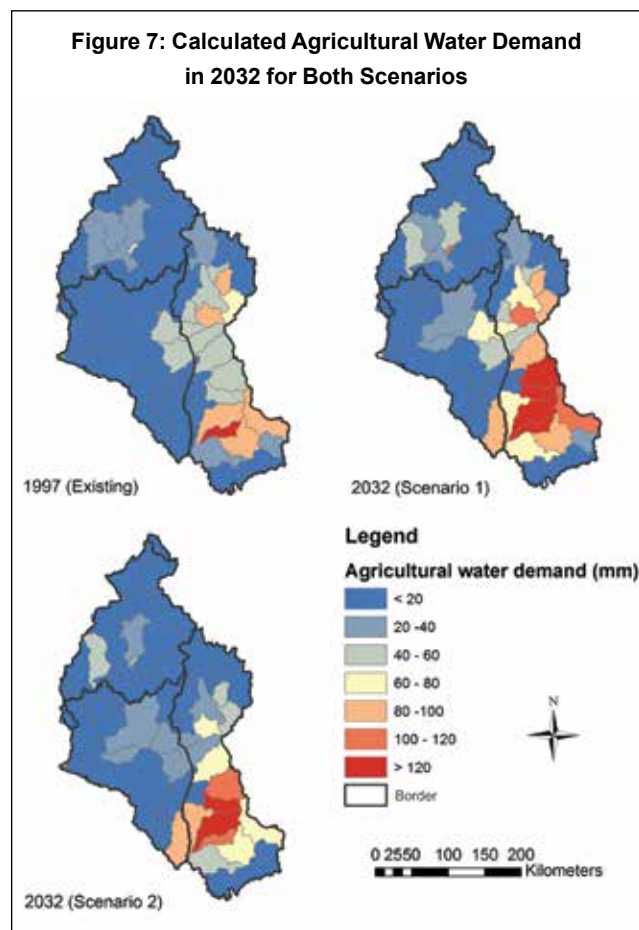 Figure 7: Calculated Agricultural Water Demand
in 2032 for Both Scenarios
1997 (Existing)
2032 (Scenario 1)
2032 (Scenario 2)
Legend
Agricultural water demand (mm)
< 20
20 -40
40 - 60
60 - 80
80 -100
100 - 120
> 120
Border
N
0 2550 100 150 200
Kilometers